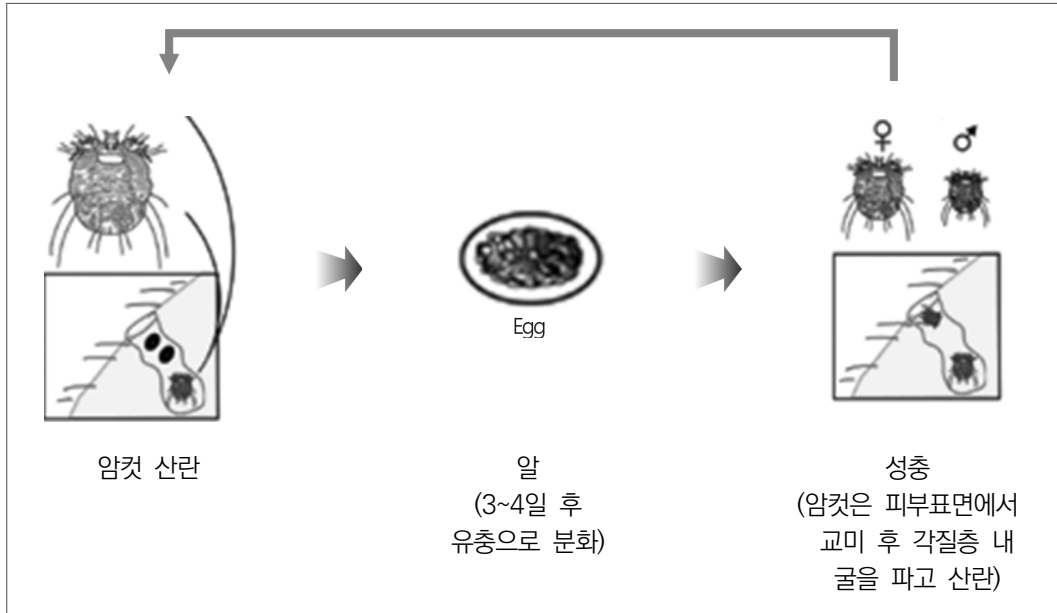 Egg
암컷 산란
알
(3~4일 후
유충으로 분화)
성충
(암컷은 피부표면에서
교미 후 각질층 내
굴을 파고 산란)